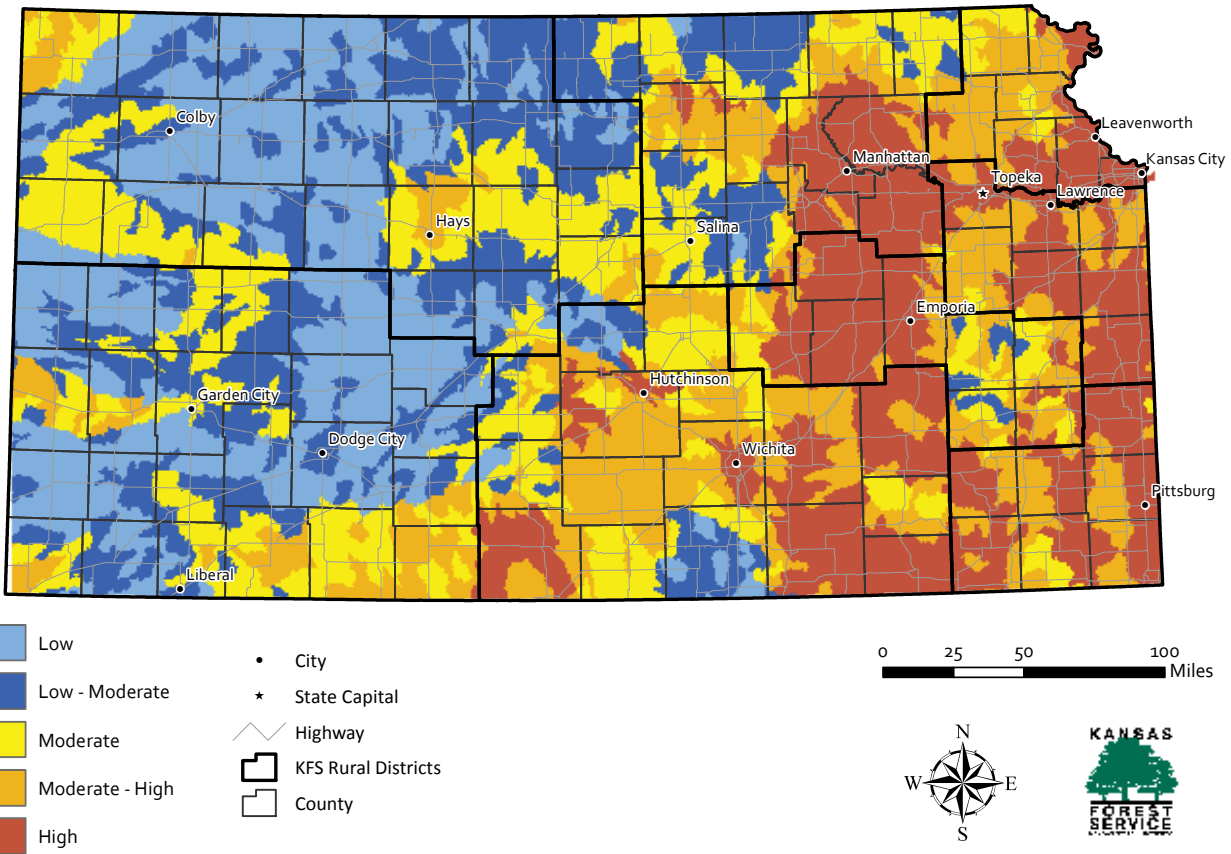 Colby
Leavenworth
Manhattan
Kansas City
Topeka
Lawrence
Hays
Salina
Emporia
Hutchinson
Garden City
Dodge City
Wichita
Pittsburg
Liberal
Low
Low - Moderate
Moderate
Moderate - High
High
City
State Capital
Highway
KFS Rural Districts
County
0 25 50 100
Miles
N
W E
S
KANSAS
FOREST
SERVICE